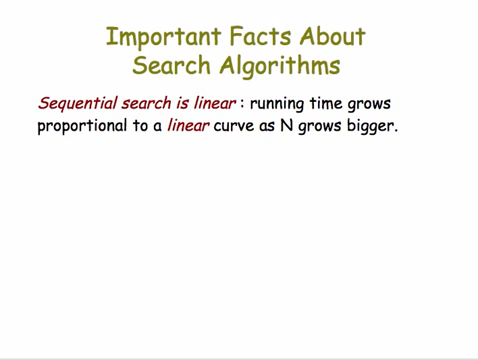 Important Facts About
Search Algorithms
Sequential search is linear : running time grows
proportional to a linear curve as N grows bigger.